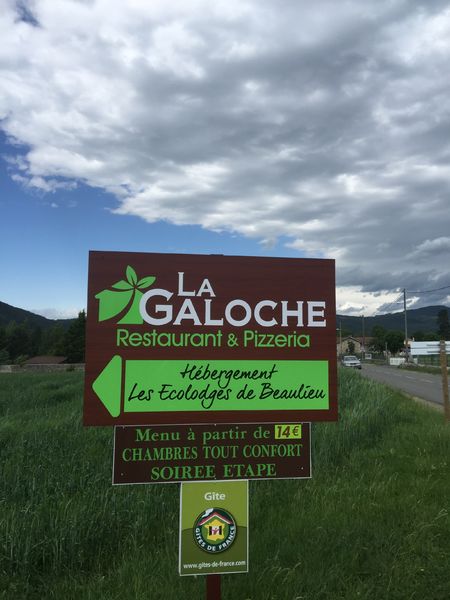 LA
GALOCHE
Restaurant & Pizzeria
Hébergement
Les Ecolodges de Beaulieu
Menu à partir de 14€
CHAMBRES TOUT CONFORT
SOIREE ETAPE
Gîte
GITES DE FRANCE
www.gites-de-france.com